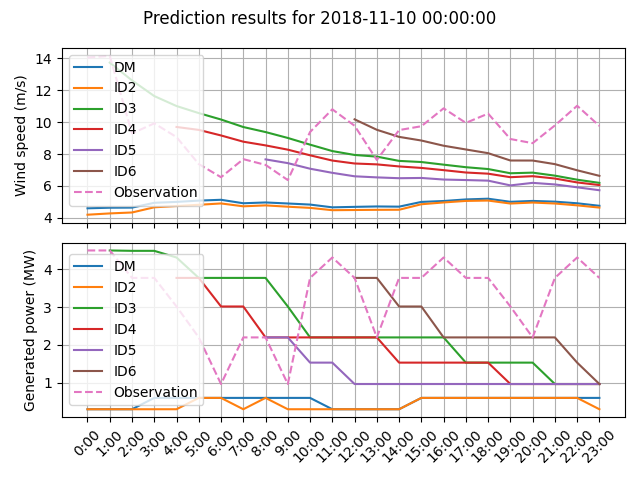 Prediction results for 2018-11-10 00:00:00
Wind speed (m/s)
14
12
10
8
6
4
DM
ID2
ID3
ID4
ID5
ID6
Observation
Generated power (MW)
4
3
2
1
DM
ID2
ID3
ID4
ID5
ID6
Observation
0:00 1:00 2:00 3:00 4:00 5:00 6:00 7:00 8:00 9:00 10:00 11:00 12:00 13:00 14:00 15:00 16:00 17:00 18:00 19:00 20:00 21:00 22:00 23:00